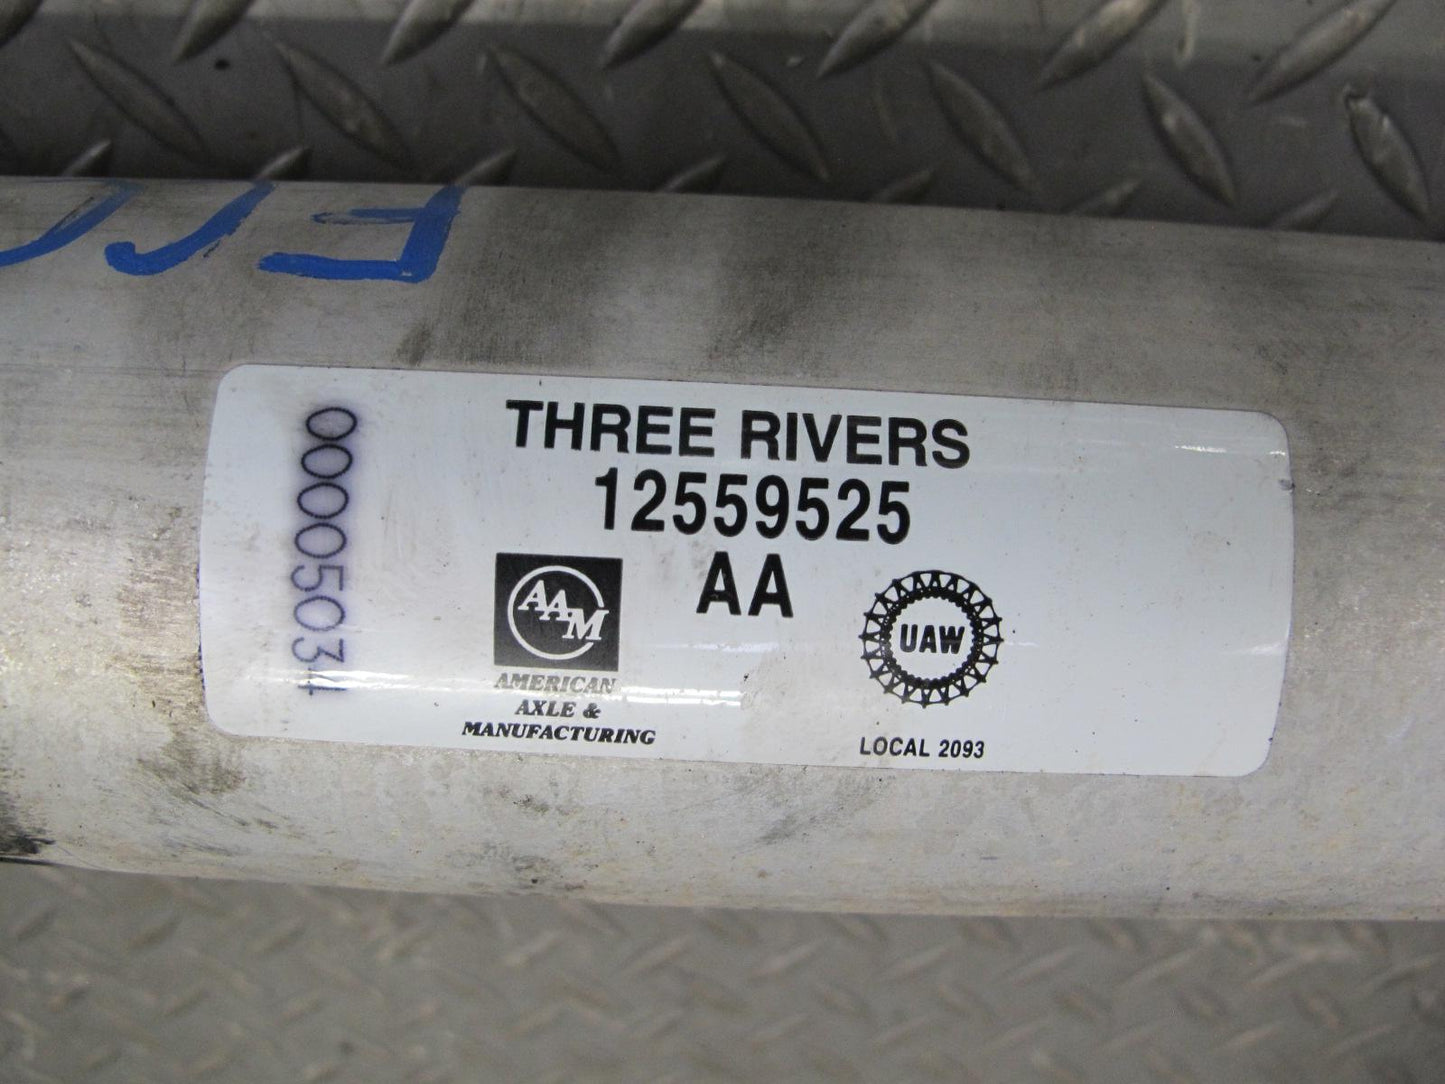 THREE RIVERS
12559525
AA
00005034
AAM
AMERICAN
AXLE &
MANUFACTURING
UAW
LOCAL 2093